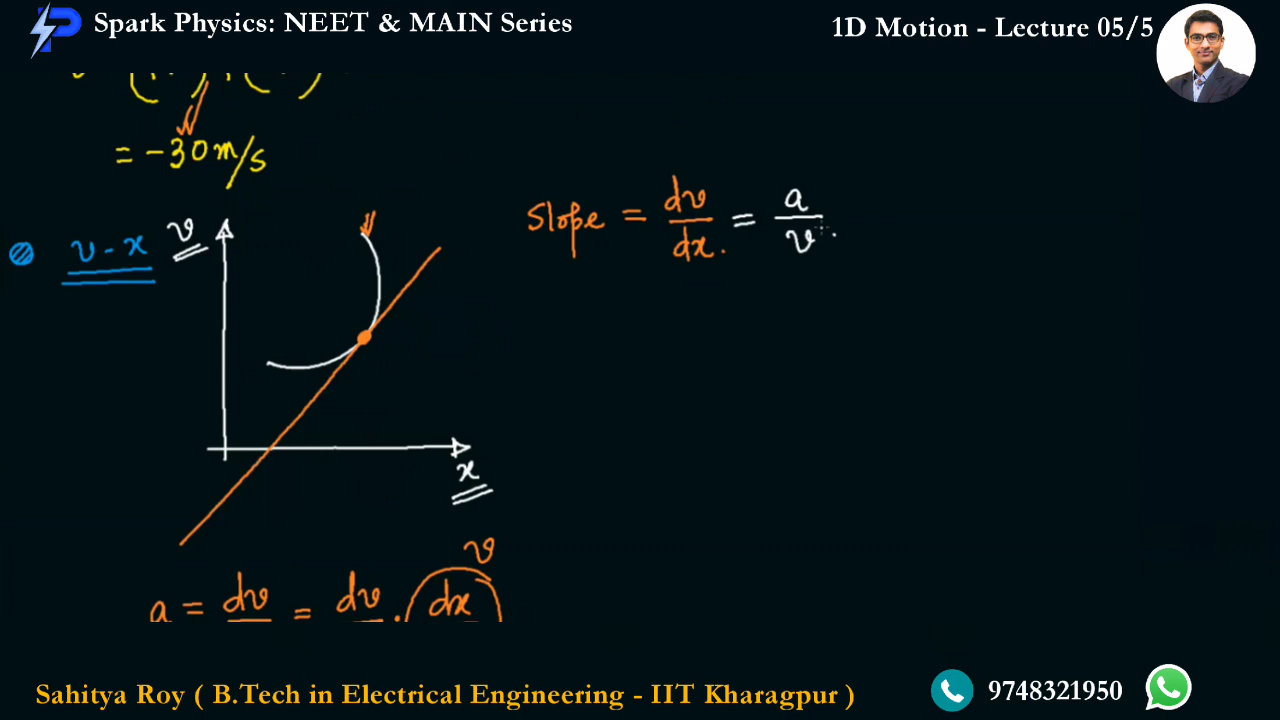 Spark Physics: NEET & MAIN Series
1D Motion - Lecture 05/5
= -30 m/s
v - x
v
Slope = dv/dx = a/v
x
v
a = dv = dv . dx
Sahitya Roy ( B.Tech in Electrical Engineering - IIT Kharagpur )
9748321950